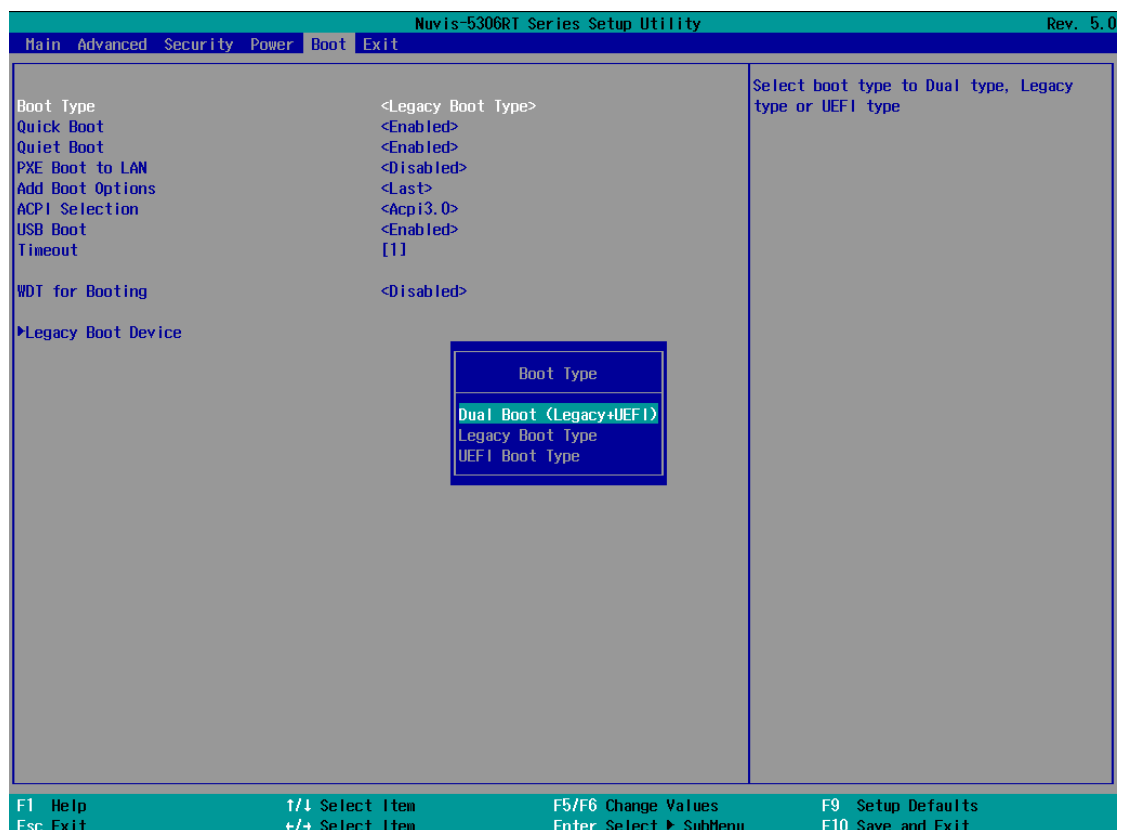 Nuvis-5306RT Series Setup Utility Rev. 5.0
Main Advanced Security Power Boot Exit
Select boot type to Dual type, Legacy
type or UEFI type
Boot Type <Legacy Boot Type>
Quick Boot <Enabled>
Quiet Boot <Enabled>
PXE Boot to LAN <Disabled>
Add Boot Options <Last>
ACPI Selection <Acpi3.0>
USB Boot <Enabled>
Timeout [1]
WDT for Booting <Disabled>
▶Legacy Boot Device
Boot Type
Dual Boot (Legacy+UEFI)
Legacy Boot Type
UEFI Boot Type
F1 Help ↑/↓ Select Item F5/F6 Change Values F9 Setup Defaults
Esc Exit ←/→ Select Item Enter Select ▶ SubMenu F10 Save and Exit